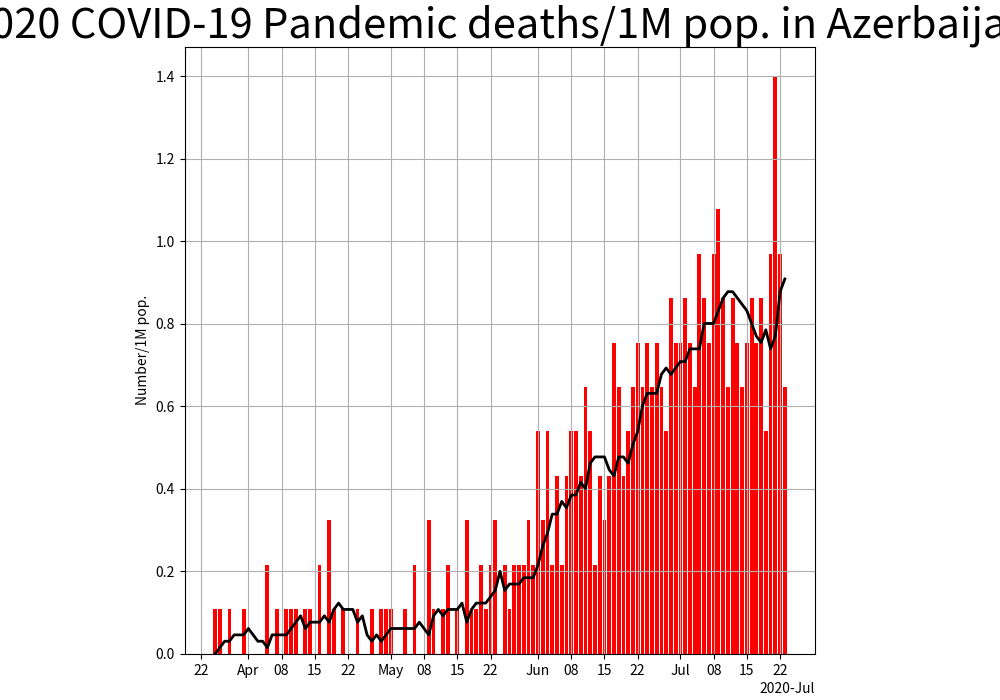 020 COVID-19 Pandemic deaths/1M pop. in Azerbaija
Number/1M pop.
1.4
1.2
1.0
0.8
0.6
0.4
0.2
0.0
22 Apr 08 15 22 May 08 15 22 Jun 08 15 22 Jul 08 15 22
2020-Jul